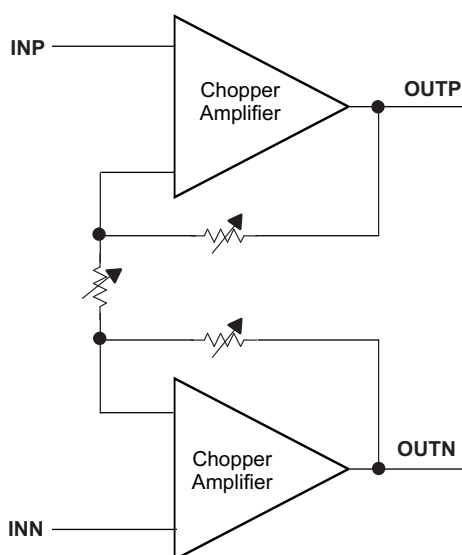 INP
Chopper
Amplifier
OUTP
Chopper
Amplifier
OUTN
INN